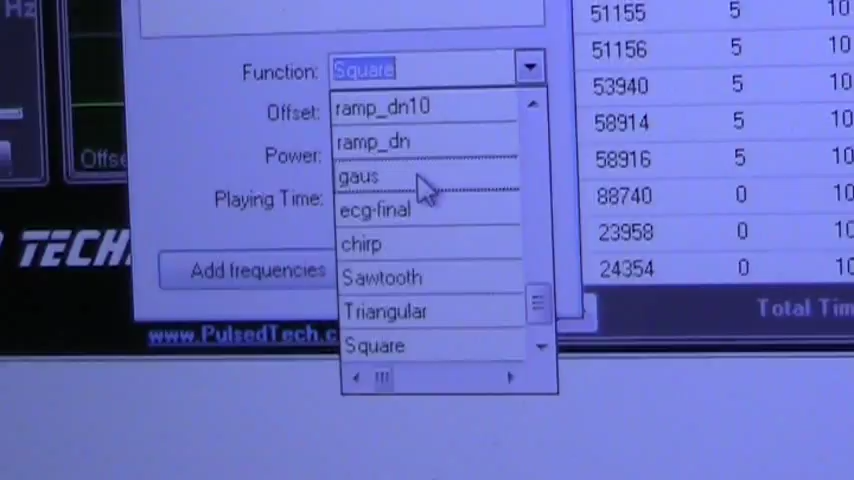 Hz
51155 5 10
51156 5 10
Function: Square 53940 5 10
Offset: ramp_dn10 58914 5 10
ramp_dn
Power: 58916 5 10
Offse gaus
Playing Time: 88740 0 10
ecg-final
TECH 23958 0 10
chirp
Add frequencies Sawtooth 24354 0 10
Triangular Total Tim
www.PulsedTech.c
Square